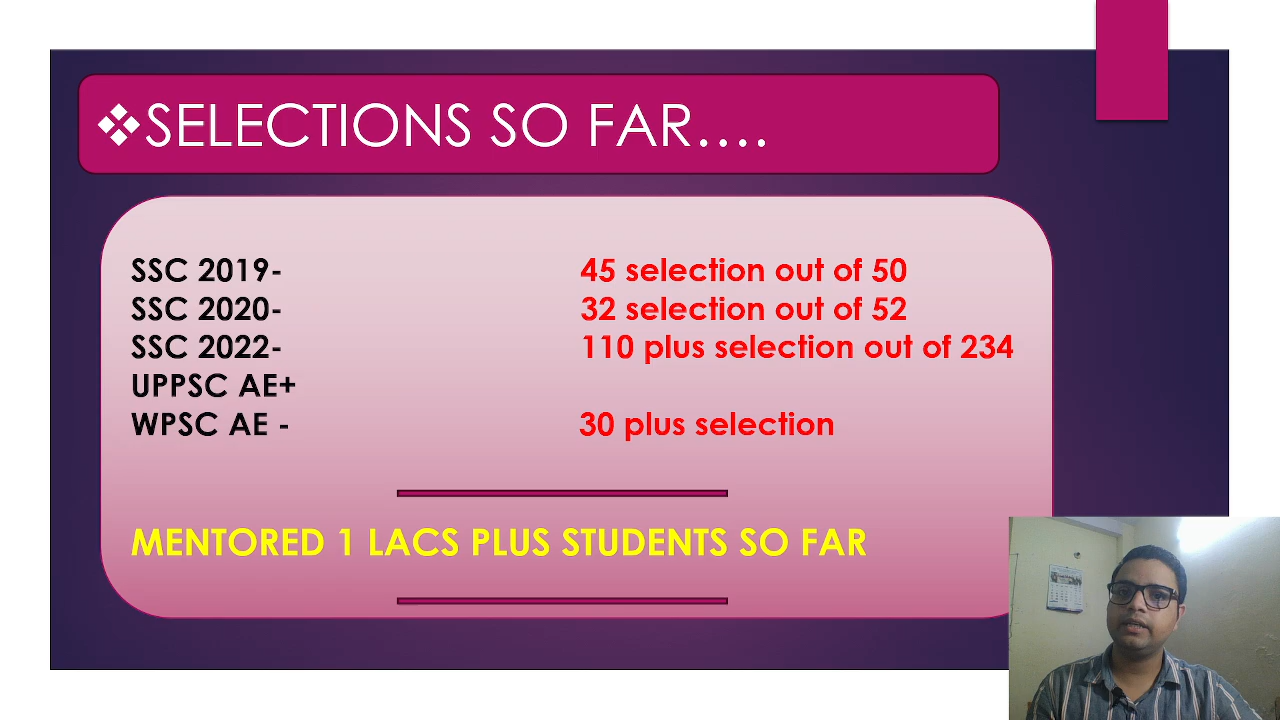 ❖SELECTIONS SO FAR....
SSC 2019- 45 selection out of 50
SSC 2020- 32 selection out of 52
SSC 2022- 110 plus selection out of 234
UPPSC AE+
WPSC AE - 30 plus selection
MENTORED 1 LACS PLUS STUDENTS SO FAR